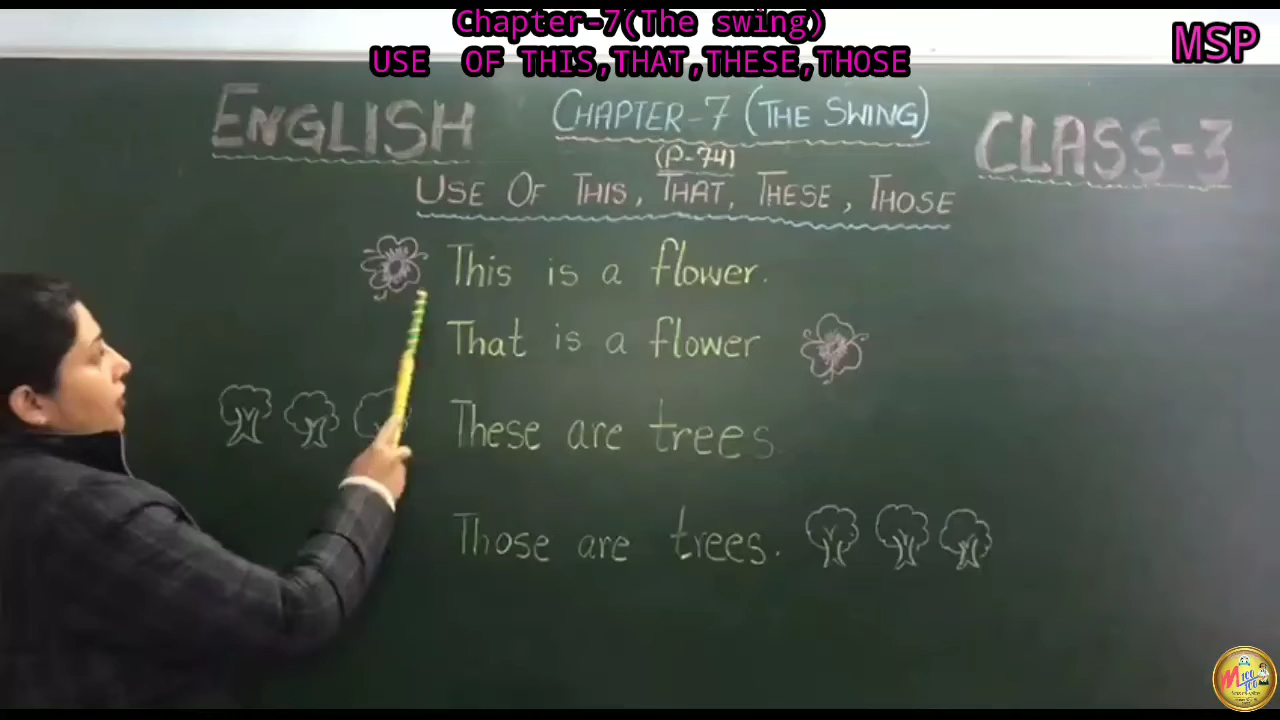 Chapter-7(The swing)
USE OF THIS,THAT,THESE,THOSE
MSP
ENGLISH
CHAPTER-7 (THE SWING)
CLASS-3
(P-74)
USE OF THIS, THAT, THESE, THOSE
This is a flower.
That is a flower
These are trees
Those are trees.